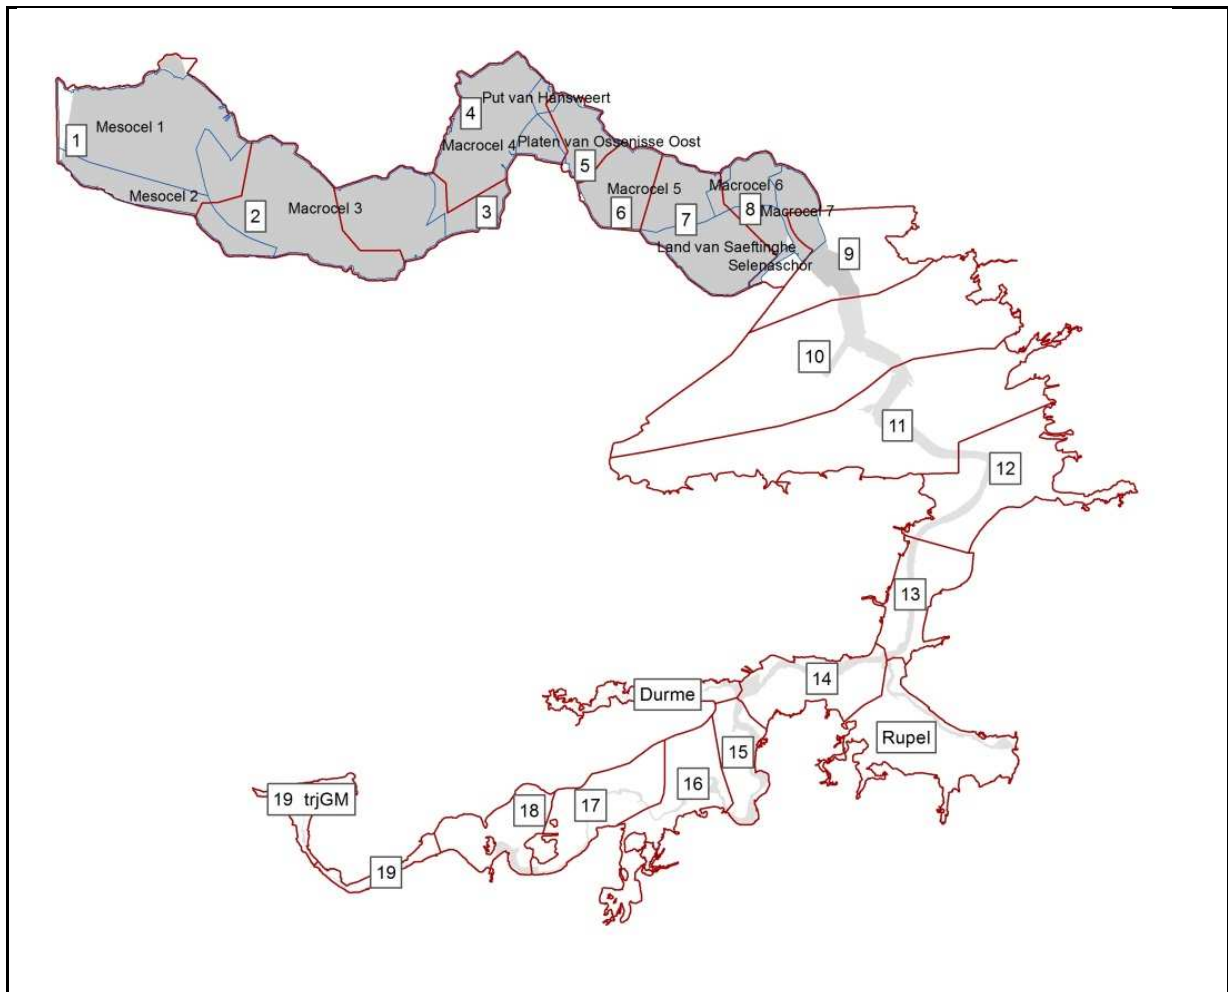 Put van Hansweert
4
1
Mesocel 1
Macrocel 4
Platen van Ossenisse Oost
5
Mesocel 2
2
Macrocel 3
3
Macrocel 5
6
7
Macrocel 6
8
Macrocel 7
Land van Saeftinghe
Selenaschor
9
10
11
12
13
14
Durme
Rupel
15
16
17
18
19 trjGM
19